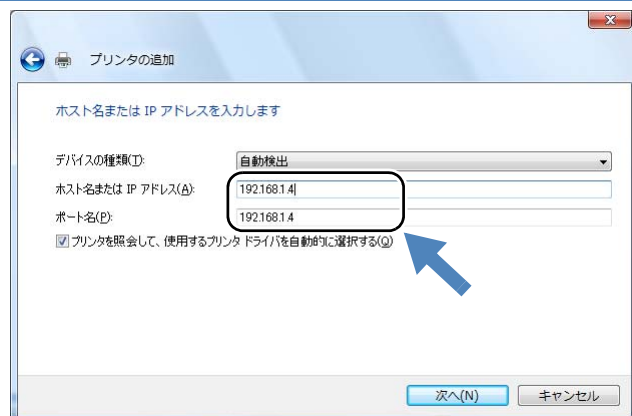 プリンタの追加
ホスト名または IP アドレスを入力します
デバイスの種類(T): 自動検出
ホスト名または IP アドレス(A): 192.168.1.4
ポート名(P): 192.168.1.4
プリンタを照会して、使用するプリンタ ドライバを自動的に選択する(Q)
次へ(N) キャンセル